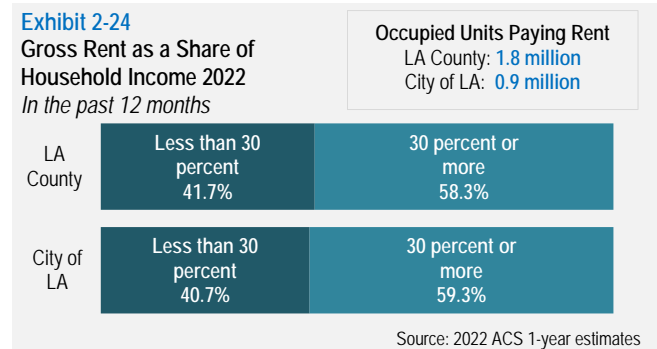 Exhibit 2-24
Gross Rent as a Share of
Household Income 2022
In the past 12 months
Occupied Units Paying Rent
LA County: 1.8 million
City of LA: 0.9 million
LA
County
Less than 30
percent
41.7%
30 percent or
more
58.3%
City of
LA
Less than 30
percent
40.7%
30 percent or
more
59.3%
Source: 2022 ACS 1-year estimates